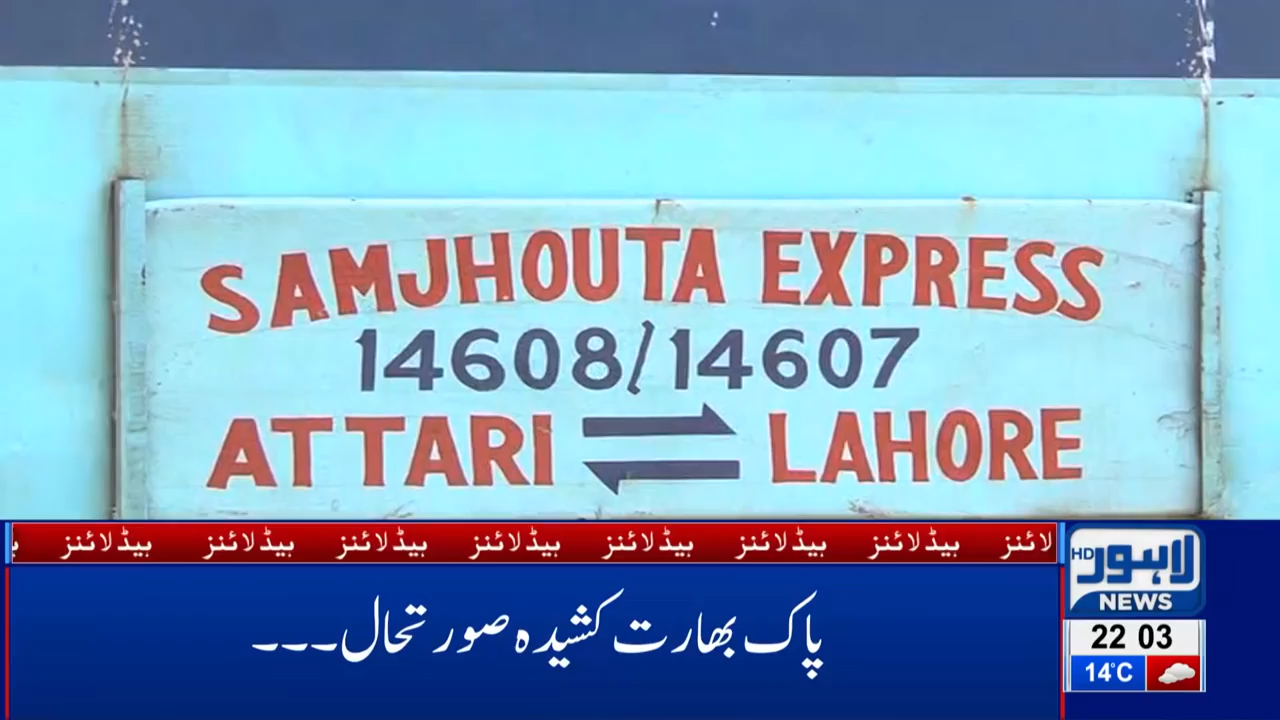 SAMJHOUTA EXPRESS
14608/14607
ATTARI LAHORE
ہیڈلائنز ہیڈلائنز ہیڈلائنز ہیڈلائنز ہیڈلائنز ہیڈلائنز ہیڈلائنز
لاہور HD
NEWS
پاک بھارت کشیدہ صورتحال۔۔۔
22 03
14°C